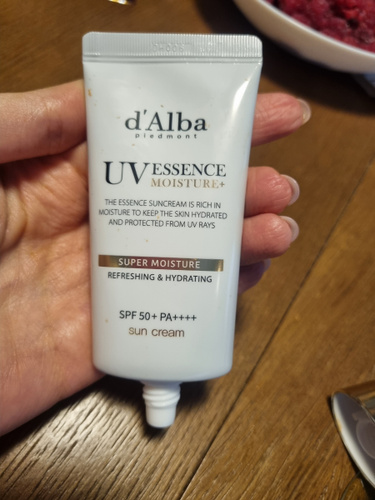 d'Alba
piedmont
UV ESSENCE
MOISTURE+
THE ESSENCE SUNCREAM IS RICH IN
MOISTURE TO KEEP THE SKIN HYDRATED
AND PROTECTED FROM UV RAYS
SUPER MOISTURE
REFRESHING & HYDRATING
SPF 50+ PA++++
sun cream